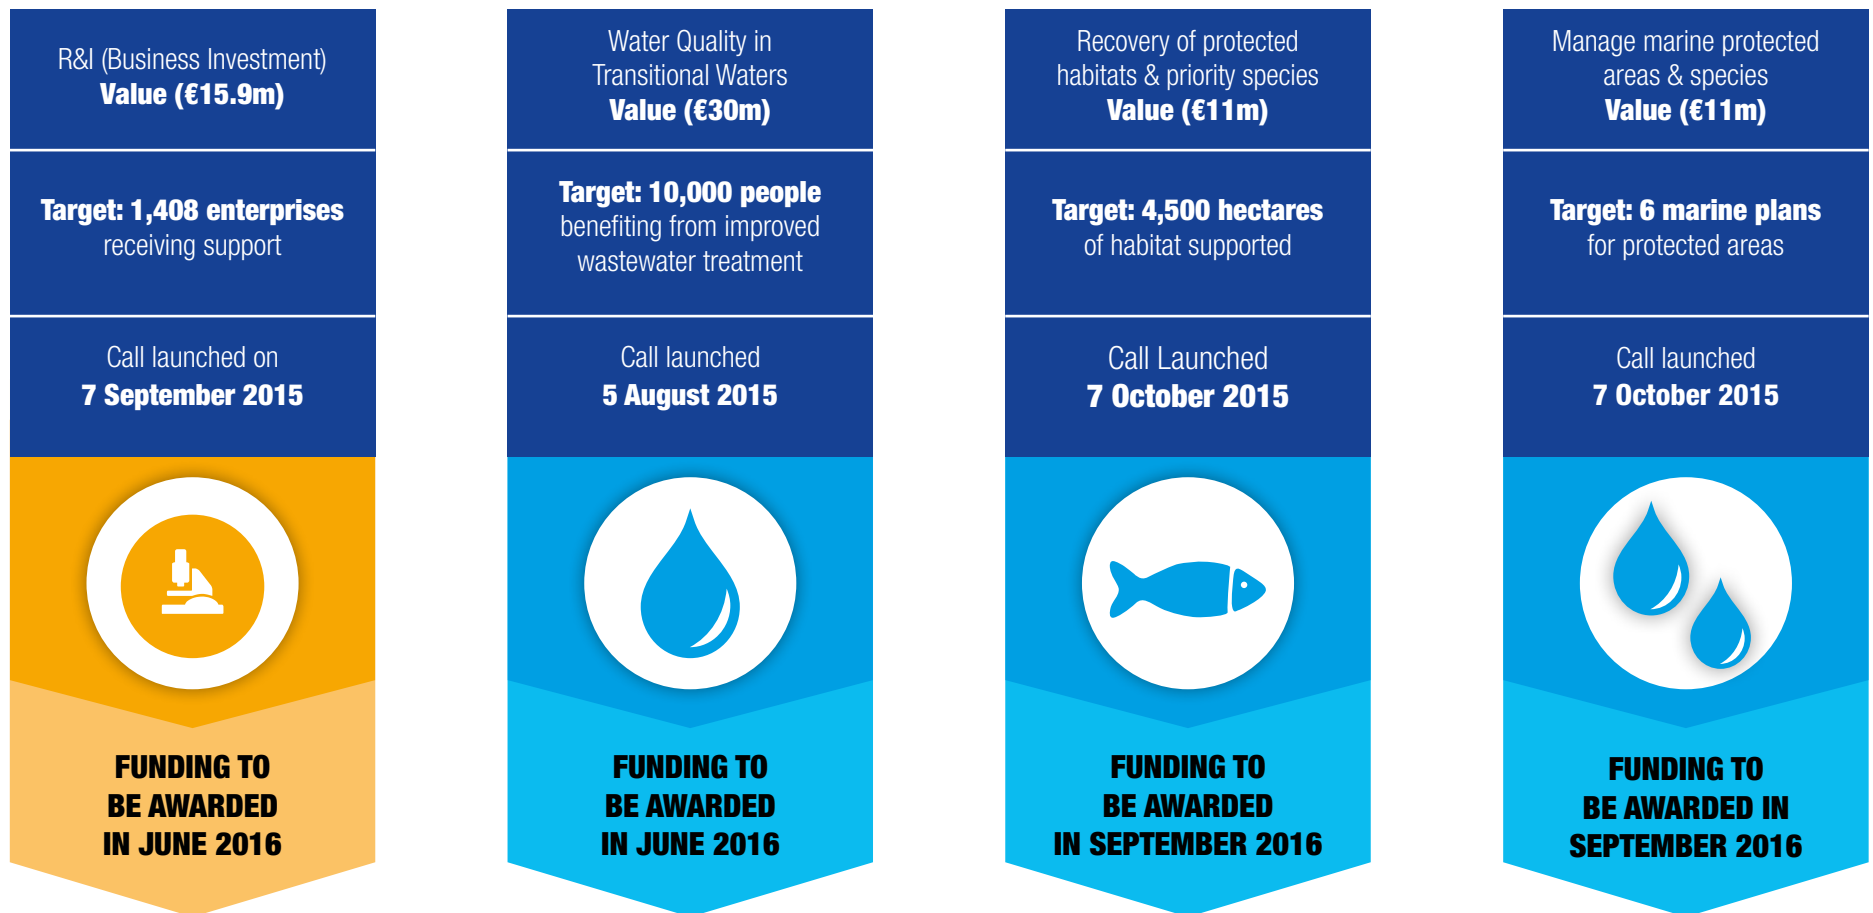 R&I (Business Investment)
Value (€15.9m)
Target: 1,408 enterprises
receiving support
Call launched on
7 September 2015
FUNDING TO
BE AWARDED
IN JUNE 2016
Water Quality in
Transitional Waters
Value (€30m)
Target: 10,000 people
benefiting from improved
wastewater treatment
Call launched
5 August 2015
FUNDING TO
BE AWARDED
IN JUNE 2016
Recovery of protected
habitats & priority species
Value (€11m)
Target: 4,500 hectares
of habitat supported
Call Launched
7 October 2015
FUNDING TO
BE AWARDED
IN SEPTEMBER 2016
Manage marine protected
areas & species
Value (€11m)
Target: 6 marine plans
for protected areas
Call launched
7 October 2015
FUNDING TO
BE AWARDED IN
SEPTEMBER 2016